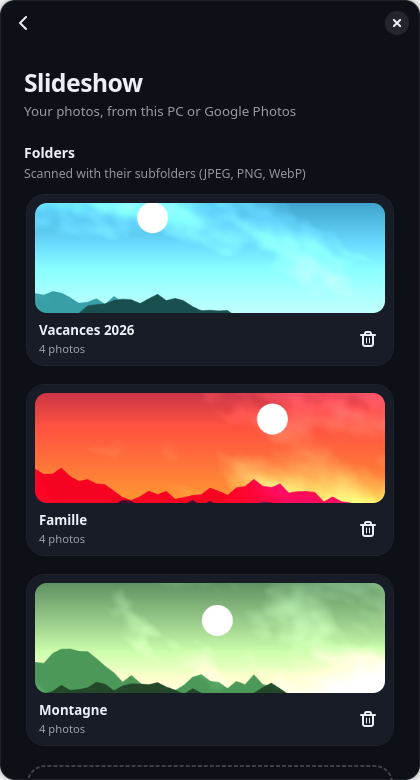 Slideshow
Your photos, from this PC or Google Photos
Folders
Scanned with their subfolders (JPEG, PNG, WebP)
Vacances 2026
4 photos
Famille
4 photos
Montagne
4 photos